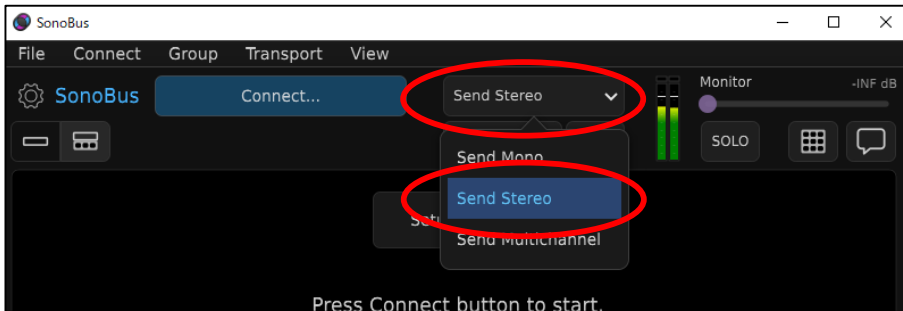 SonoBus
File Connect Group Transport View
SonoBus Connect... Send Stereo Monitor -INF dB
SOLO
Send Mono
Send Stereo
Send Multichannel
Press Connect button to start.